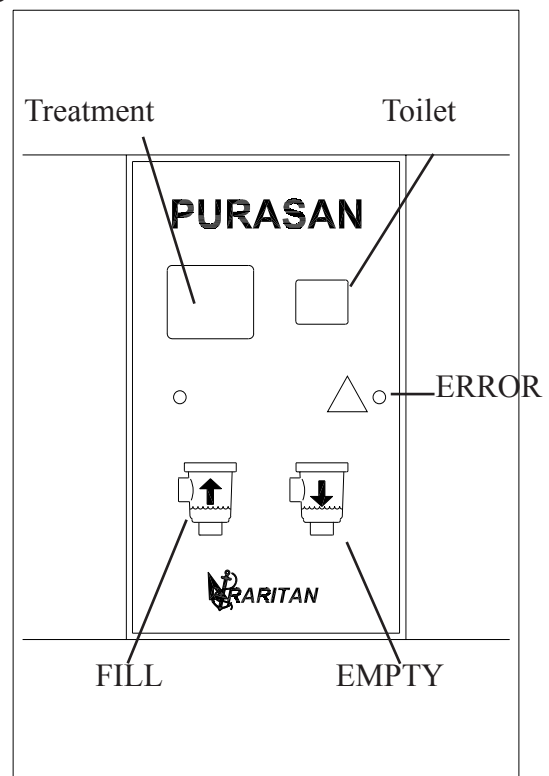 Treatment Toilet
PURASAN
ERROR
RARITAN
FILL EMPTY